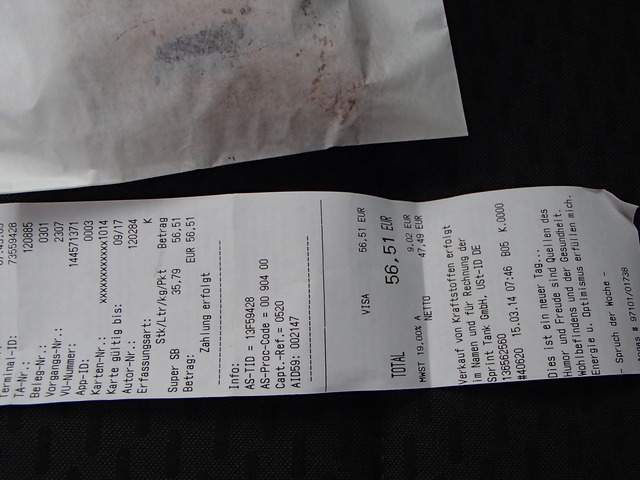 Terminal-ID: 73559428
TA-Nr.: 120885
Beleg-Nr.: 0301
Vorgangs-Nr.: 2307
VU-Nummer: 144571371
App-ID: 0003
Karten-Nr.: xxxxxxxxxxxx1014
Karte gültig bis: 09/17
Autor-Nr.: 120284
Erfassungsart: K
Stk/Ltr/kg/Pkt Betrag
Super SB 35,79 56,51
Betrag: EUR 56,51
Zahlung erfolgt
Info:
AS-TID = 13F59428
AS-Proc-Code = 00 904 00
Capt.-Ref.= 0520
AID59: 002147
VISA 56,51 EUR
TOTAL 56,51 EUR
MWST 19,00% A 9,02 EUR
NETTO 47,49 EUR
Verkauf von Kraftstoffen erfolgt
im Namen und für Rechnung der
Sprint Tank GmbH. USt-ID DE
136562560
#40620 15.03.14 07:46 B05 K.0000
Dies ist ein neuer Tag...
Humor und Freude sind Quellen des
Wohlbefindens und der Gesundheit.
Energie u. Optimismus erfüllen mich.
- Spruch der Woche -
# 97101/01736